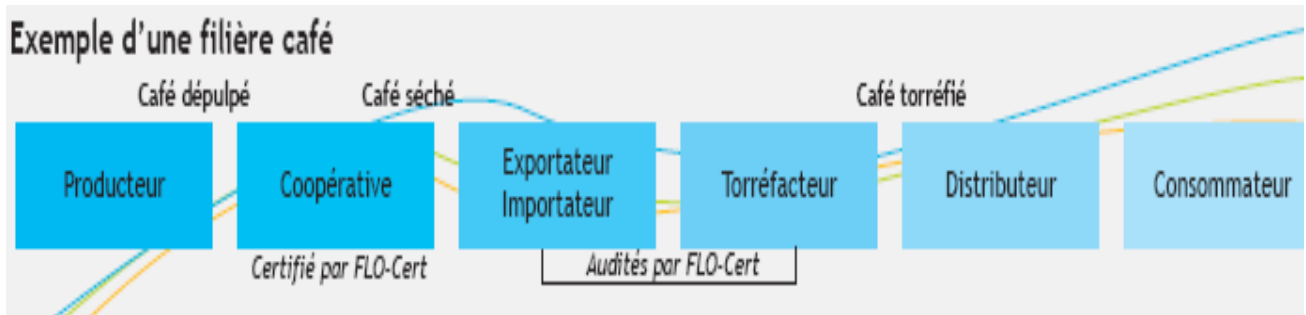 Exemple d'une filière café
Café dépulpé
Café séché
Café torréfié
Producteur
Coopérative
Exportateur
Importateur
Torréfacteur
Distributeur
Consommateur
Certifié par FLO-Cert
Audités par FLO-Cert